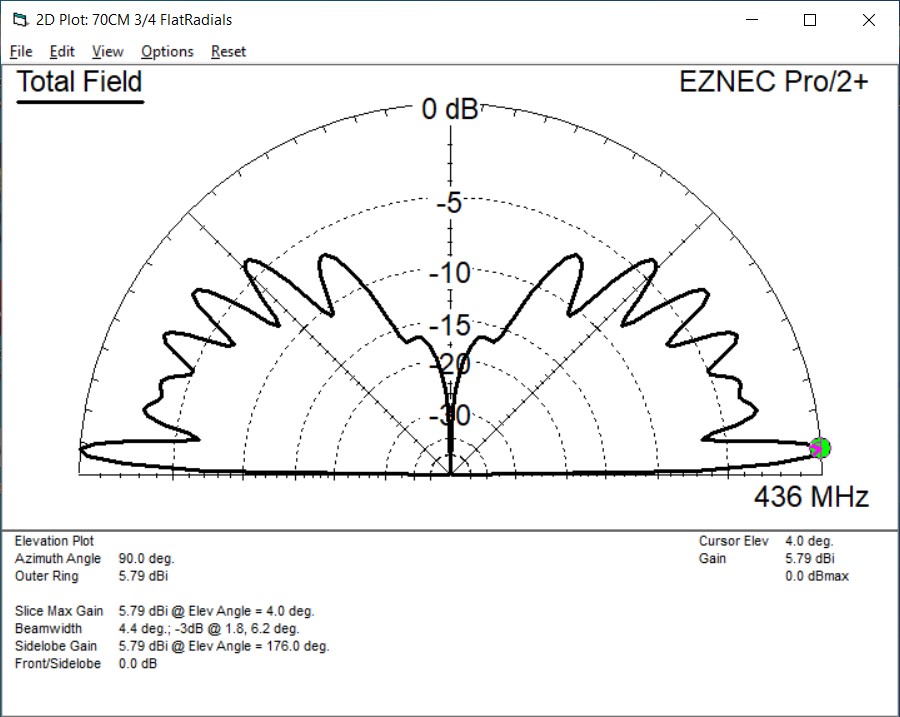 2D Plot: 70CM 3/4 FlatRadials
File Edit View Options Reset
Total Field
EZNEC Pro/2+
0 dB
-5
-10
-15
-20
-30
436 MHz
Elevation Plot
Azimuth Angle 90.0 deg.
Outer Ring 5.79 dBi
Slice Max Gain 5.79 dBi @ Elev Angle = 4.0 deg.
Beamwidth 4.4 deg.; -3dB @ 1.8, 6.2 deg.
Sidelobe Gain 5.79 dBi @ Elev Angle = 176.0 deg.
Front/Sidelobe 0.0 dB
Cursor Elev 4.0 deg.
Gain 5.79 dBi
0.0 dBmax